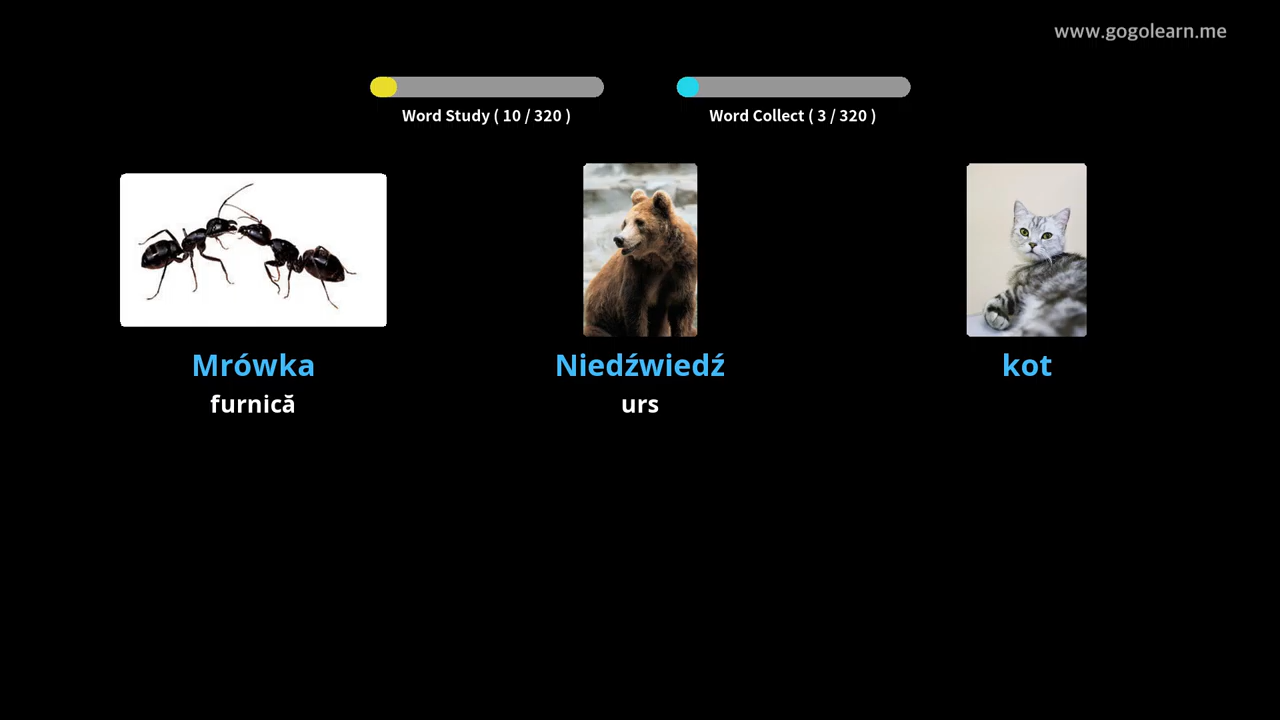 www.gogolearn.me
Word Study ( 10 / 320 )
Word Collect ( 3 / 320 )
Mrówka
furnică
Niedźwiedź
urs
kot